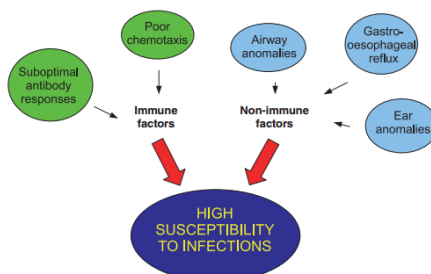 Poor
chemotaxis
Airway
anomalies
Gastro-
oesophageal
reflux
Suboptimal
antibody
responses
Immune
factors
Non-immune
factors
Ear
anomalies
HIGH
SUSCEPTIBILITY
TO INFECTIONS